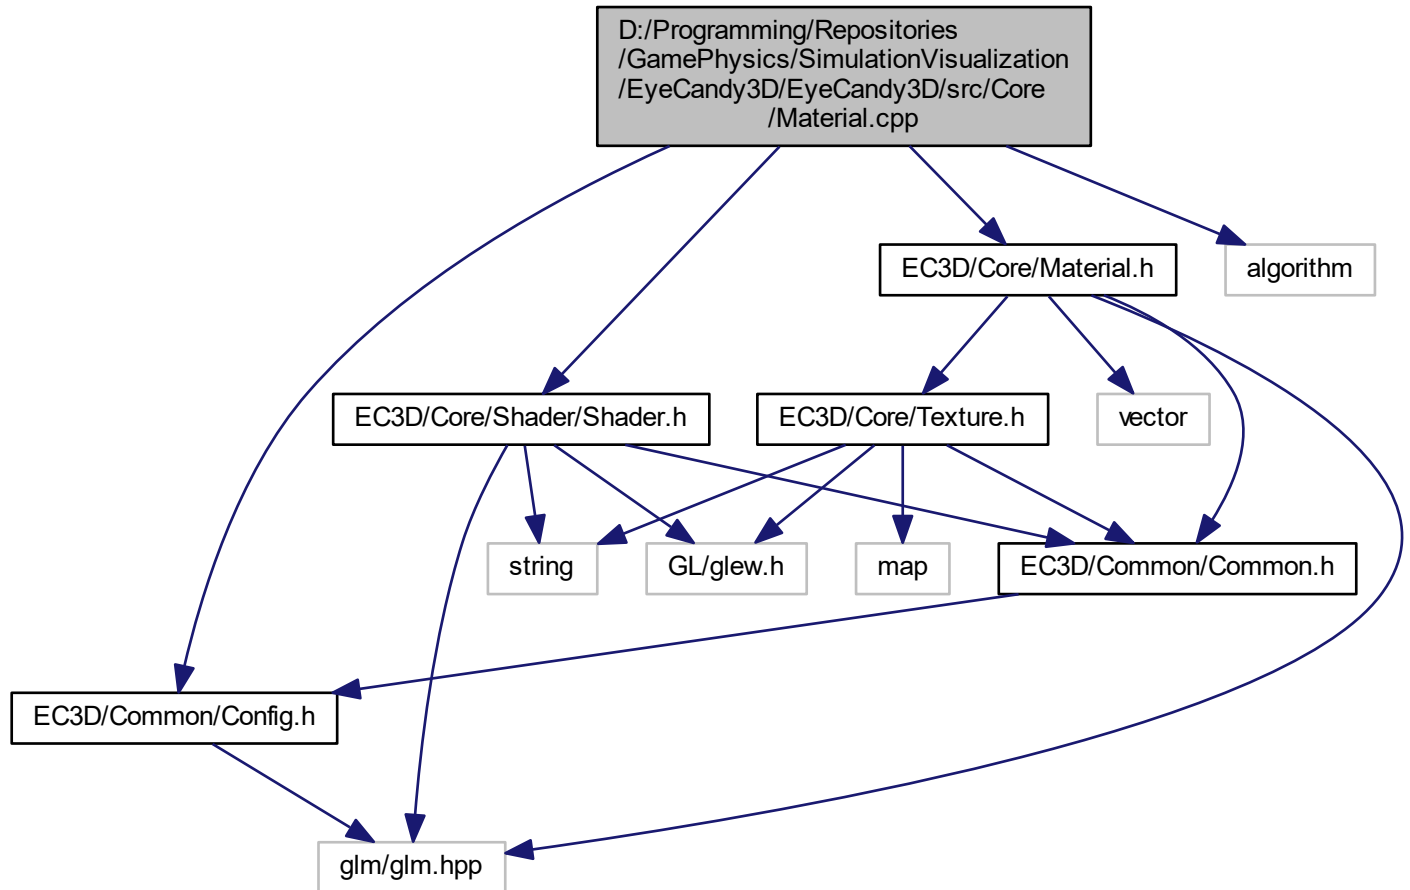 D:/Programming/Repositories
/GamePhysics/SimulationVisualization
/EyeCandy3D/EyeCandy3D/src/Core
/Material.cpp
EC3D/Core/Material.h
algorithm
EC3D/Core/Shader/Shader.h
EC3D/Core/Texture.h
vector
string
GL/glew.h
map
EC3D/Common/Common.h
EC3D/Common/Config.h
glm/glm.hpp